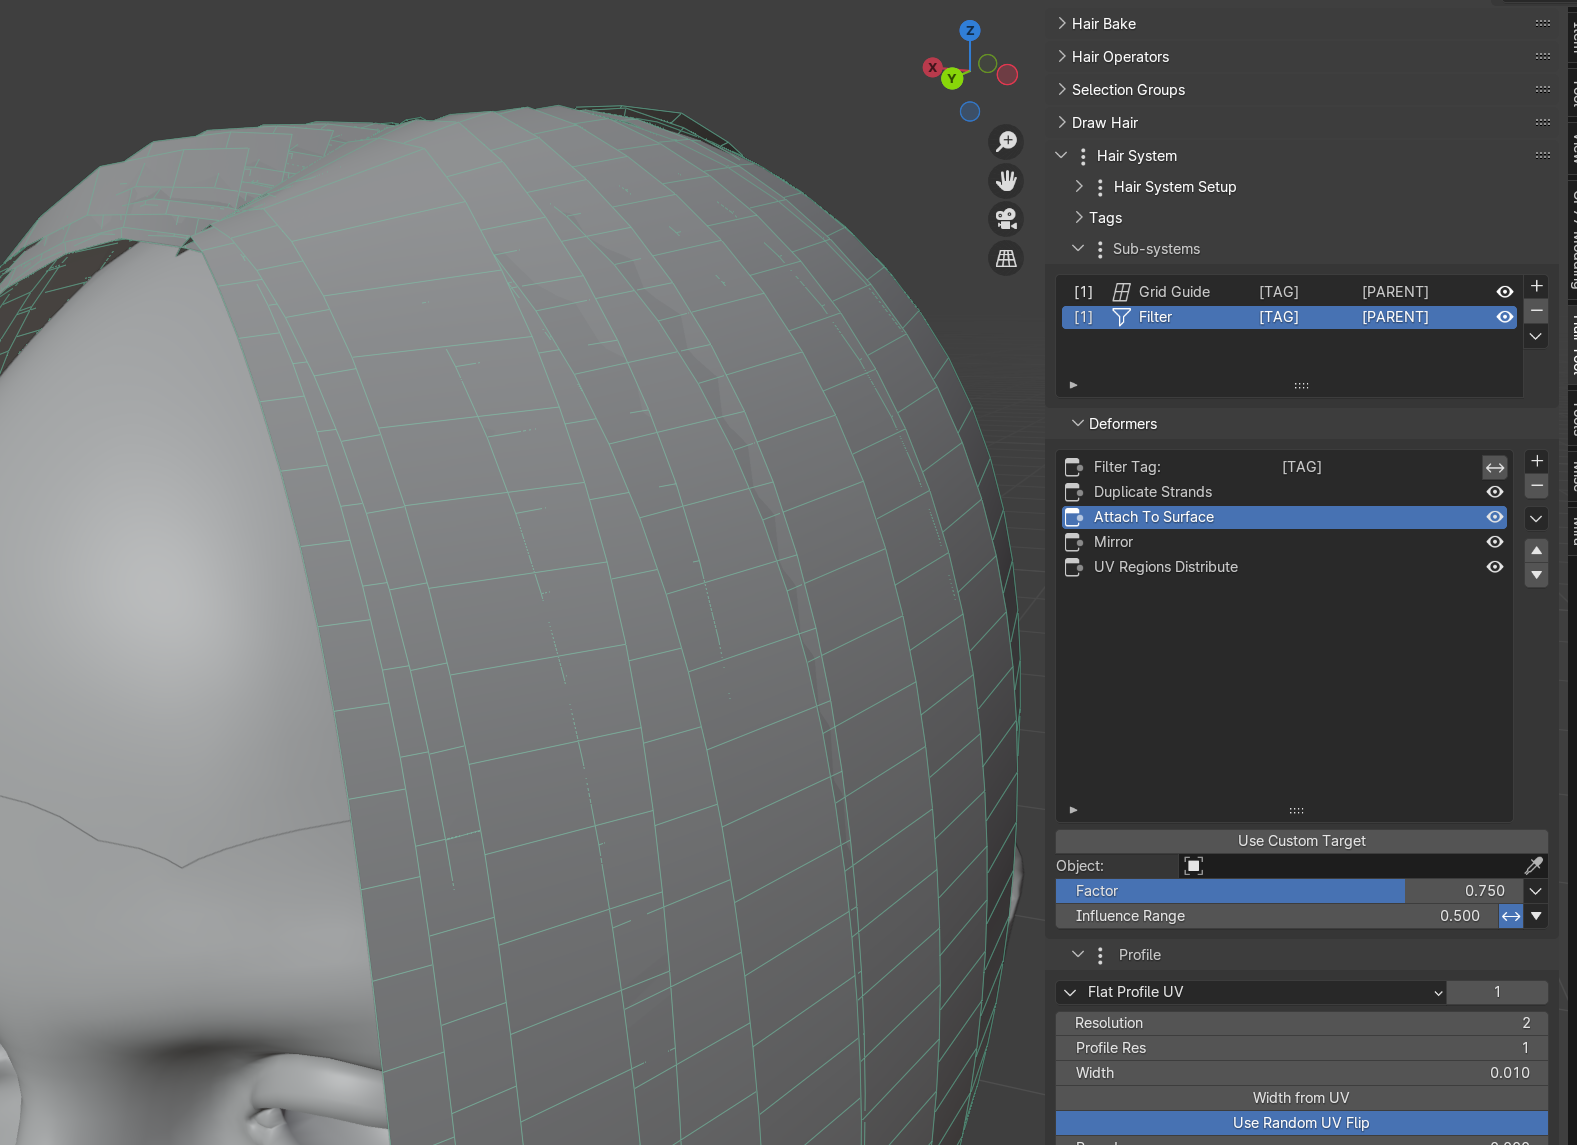 Z
X
Y
Hair Bake
Hair Operators
Selection Groups
Draw Hair
Hair System
Hair System Setup
Tags
Sub-systems
[1] Grid Guide [TAG] [PARENT]
[1] Filter [TAG] [PARENT]
Deformers
Filter Tag: [TAG]
Duplicate Strands
Attach To Surface
Mirror
UV Regions Distribute
Use Custom Target
Object:
Factor 0.750
Influence Range 0.500
Profile
Flat Profile UV 1
Resolution 2
Profile Res 1
Width 0.010
Width from UV
Use Random UV Flip